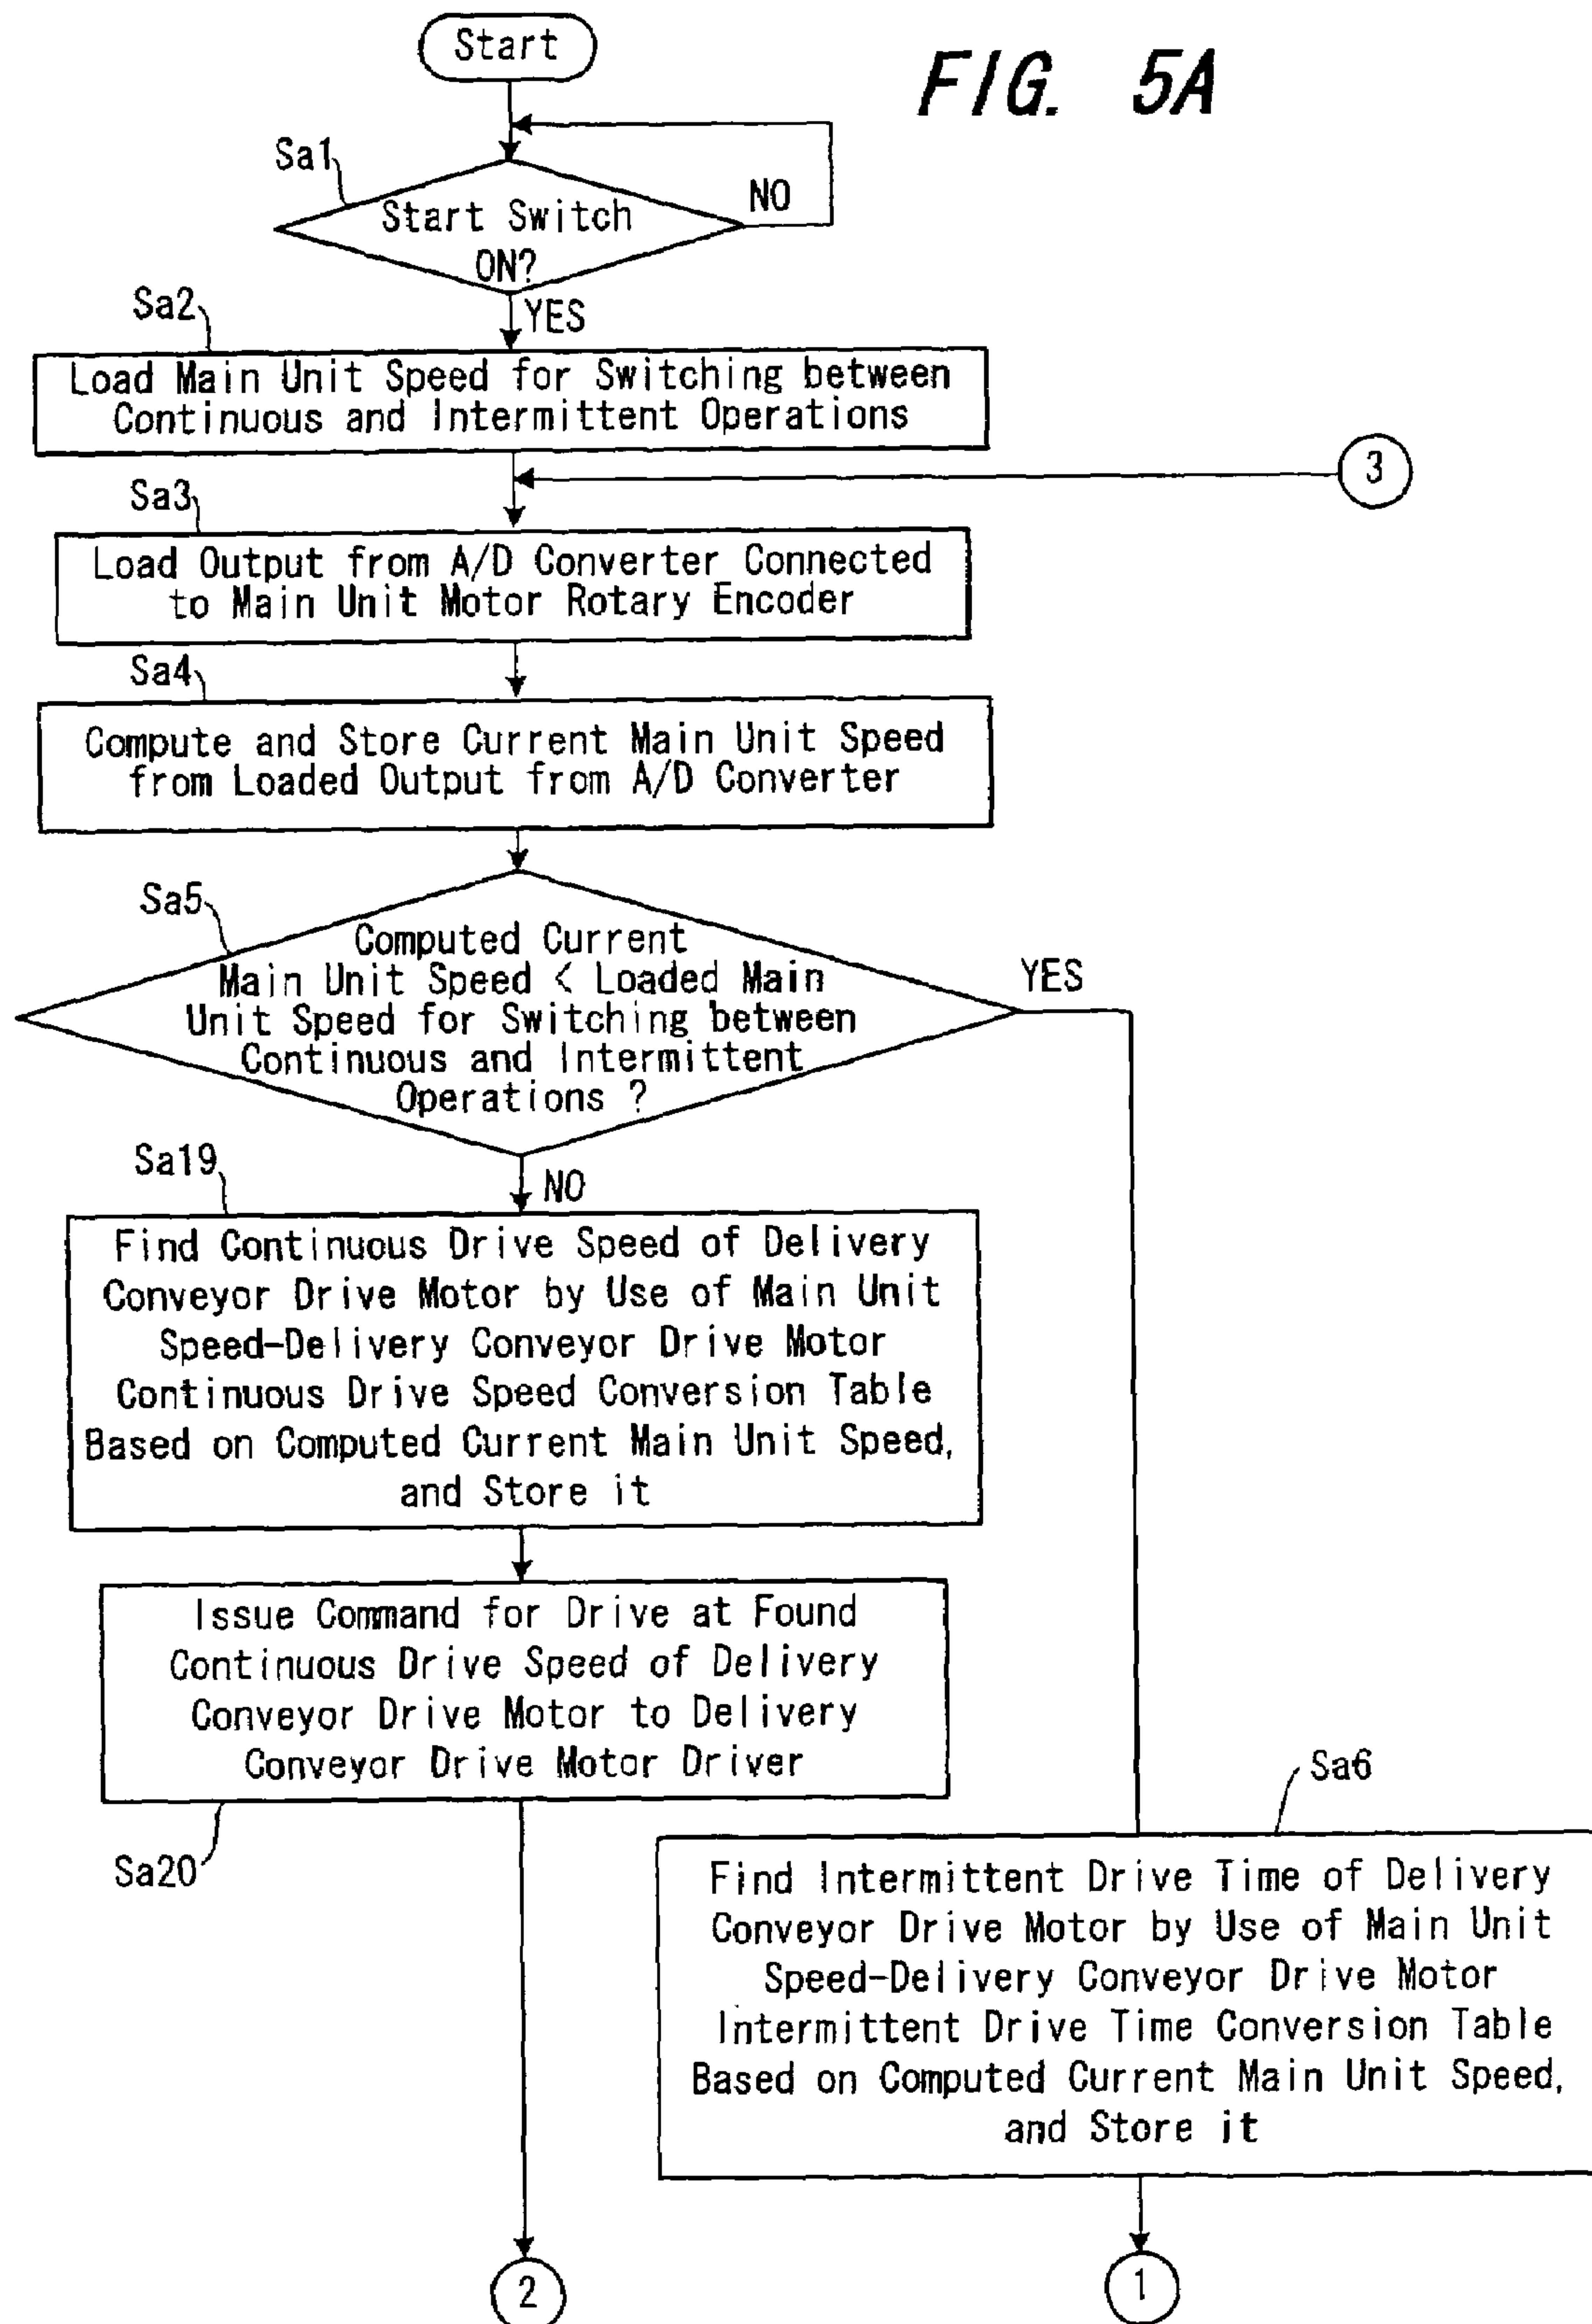 Start
FIG. 5A
Sa1
Start Switch
ON?
NO
YES
Sa2
Load Main Unit Speed for Switching between
Continuous and Intermittent Operations
3
Sa3
Load Output from A/D Converter Connected
to Main Unit Motor Rotary Encoder
Sa4
Compute and Store Current Main Unit Speed
from Loaded Output from A/D Converter
Sa5
Computed Current
Main Unit Speed < Loaded Main
Unit Speed for Switching between
Continuous and Intermittent
Operations ?
YES
NO
Sa19
Find Continuous Drive Speed of Delivery
Conveyor Drive Motor by Use of Main Unit
Speed-Delivery Conveyor Drive Motor
Continuous Drive Speed Conversion Table
Based on Computed Current Main Unit Speed,
and Store it
Issue Command for Drive at Found
Continuous Drive Speed of Delivery
Conveyor Drive Motor to Delivery
Conveyor Drive Motor Driver
Sa20
Sa6
Find Intermittent Drive Time of Delivery
Conveyor Drive Motor by Use of Main Unit
Speed-Delivery Conveyor Drive Motor
Intermittent Drive Time Conversion Table
Based on Computed Current Main Unit Speed,
and Store it
2
1